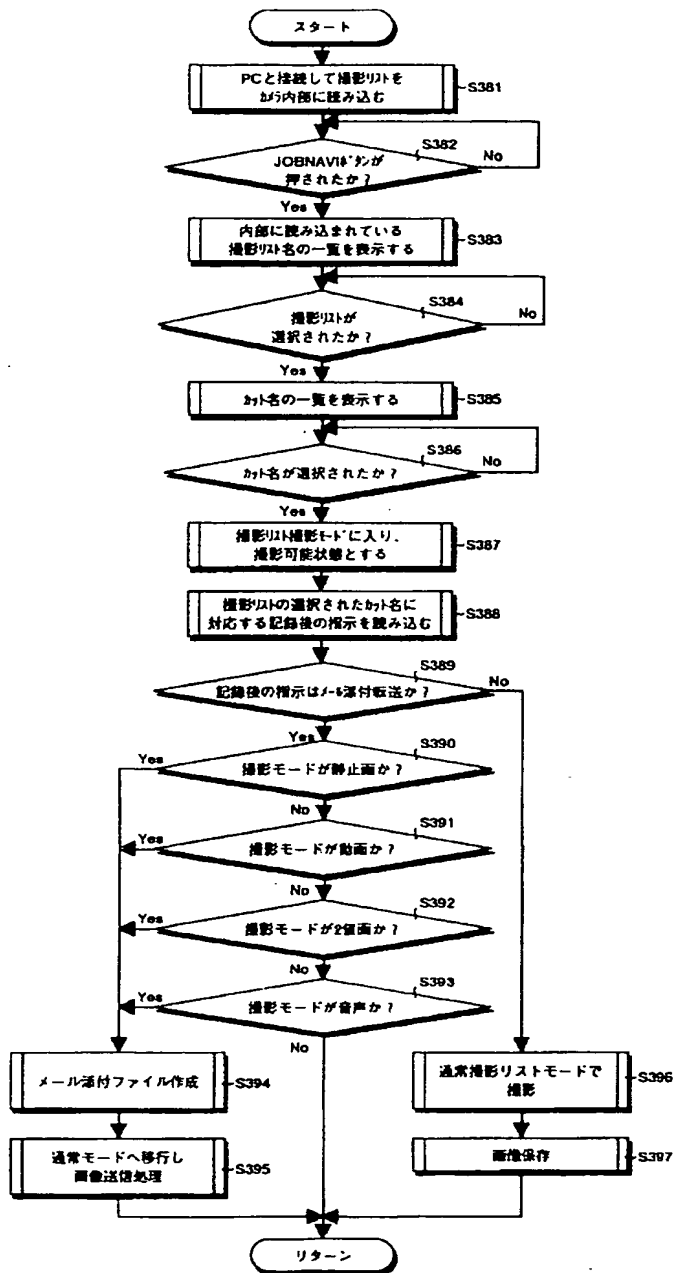 スタート
PCと接続して撮影リストを
カメラ内部に読み込む
S381
S382
JOBNAVIボタンが
押されたか？
No
Yes
内部に読み込まれている
撮影リスト名の一覧を表示する
S383
S384
撮影リストが
選択されたか？
No
Yes
カット名の一覧を表示する
S385
S386
カット名が選択されたか？
No
Yes
撮影リスト撮影モードに入り、
撮影可能状態とする
S387
撮影リストの選択されたカット名に
対応する記録後の指示を読み込む
S388
S389
記録後の指示はメール添付転送か？
No
Yes
S390
Yes
撮影モードが静止画か？
No
S391
Yes
撮影モードが動画か？
No
S392
Yes
撮影モードが2値画か？
No
S393
Yes
撮影モードが音声か？
No
メール添付ファイル作成
S394
通常撮影リストモードで
撮影
S396
通常モードへ移行し
画像送信処理
S395
画像保存
S397
リターン